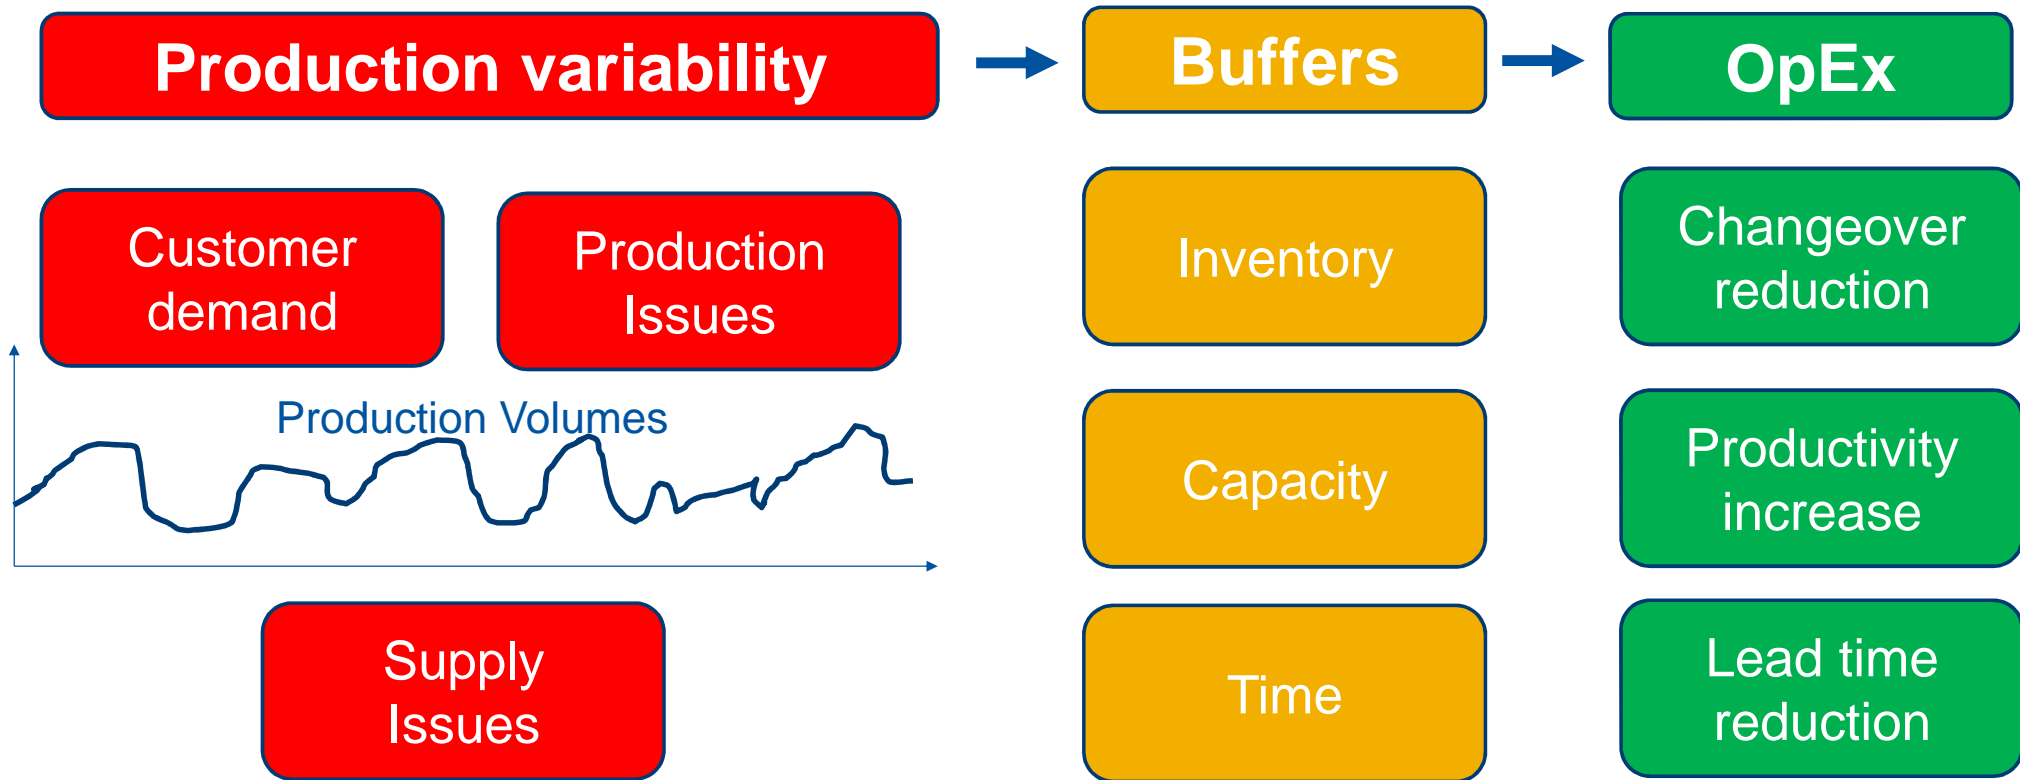 Production variability
Buffers
OpEx
Customer
demand
Production
Issues
Production Volumes
Supply
Issues
Inventory
Capacity
Time
Changeover
reduction
Productivity
increase
Lead time
reduction